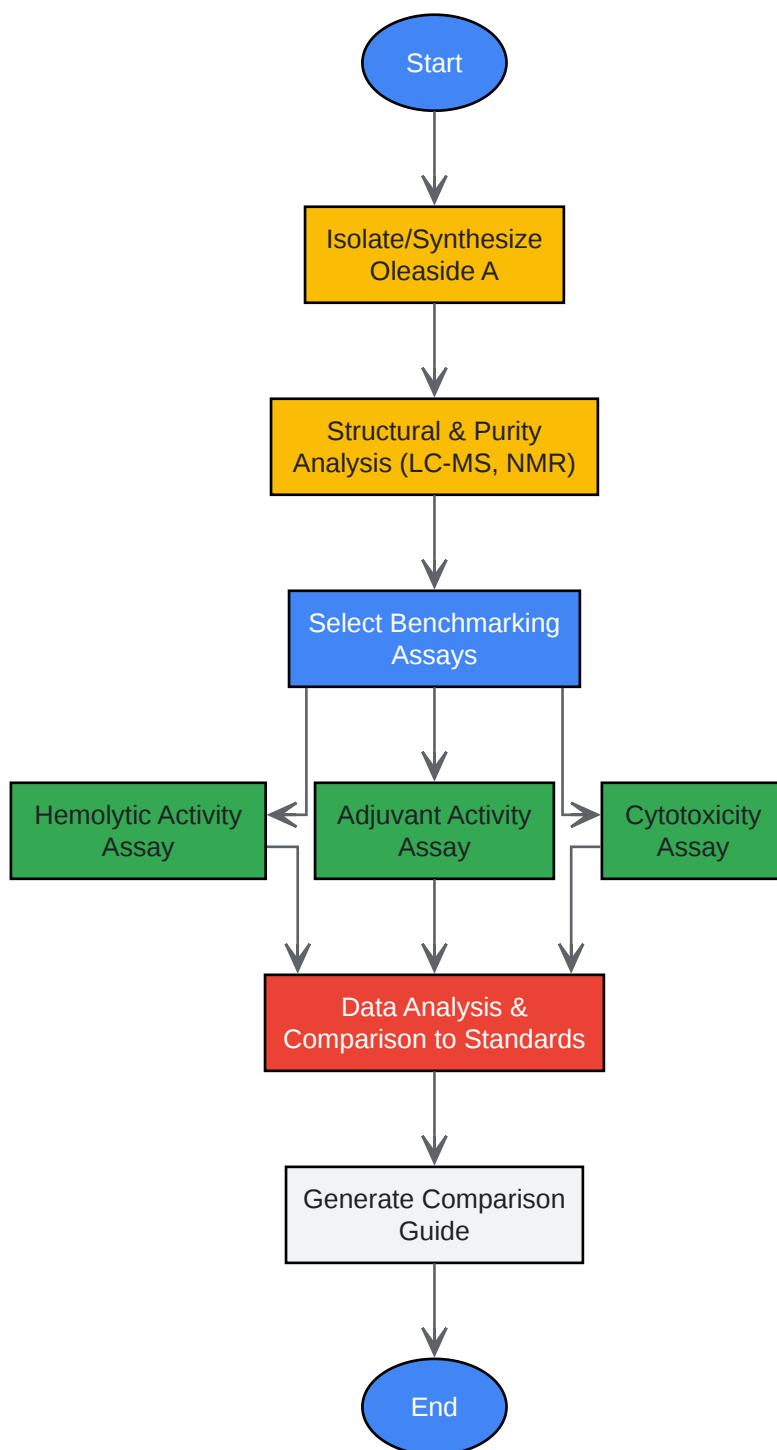 Start
Isolate/Synthesize
Oleaside A
Structural & Purity
Analysis (LC-MS, NMR)
Select Benchmarking
Assays
Hemolytic Activity
Assay
Adjuvant Activity
Assay
Cytotoxicity
Assay
Data Analysis &
Comparison to Standards
Generate Comparison
Guide
End